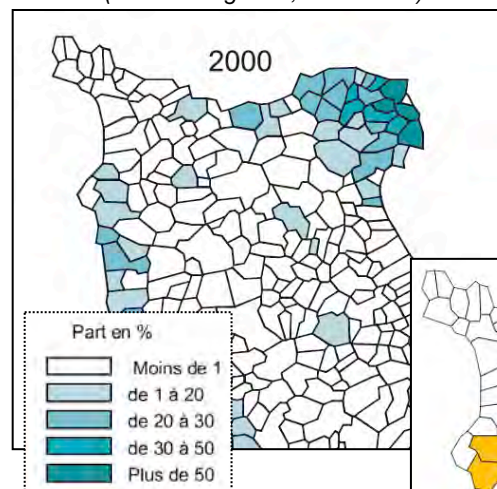 2000
Part en %
Moins de 1
de 1 à 20
de 20 à 30
de 30 à 50
Plus de 50